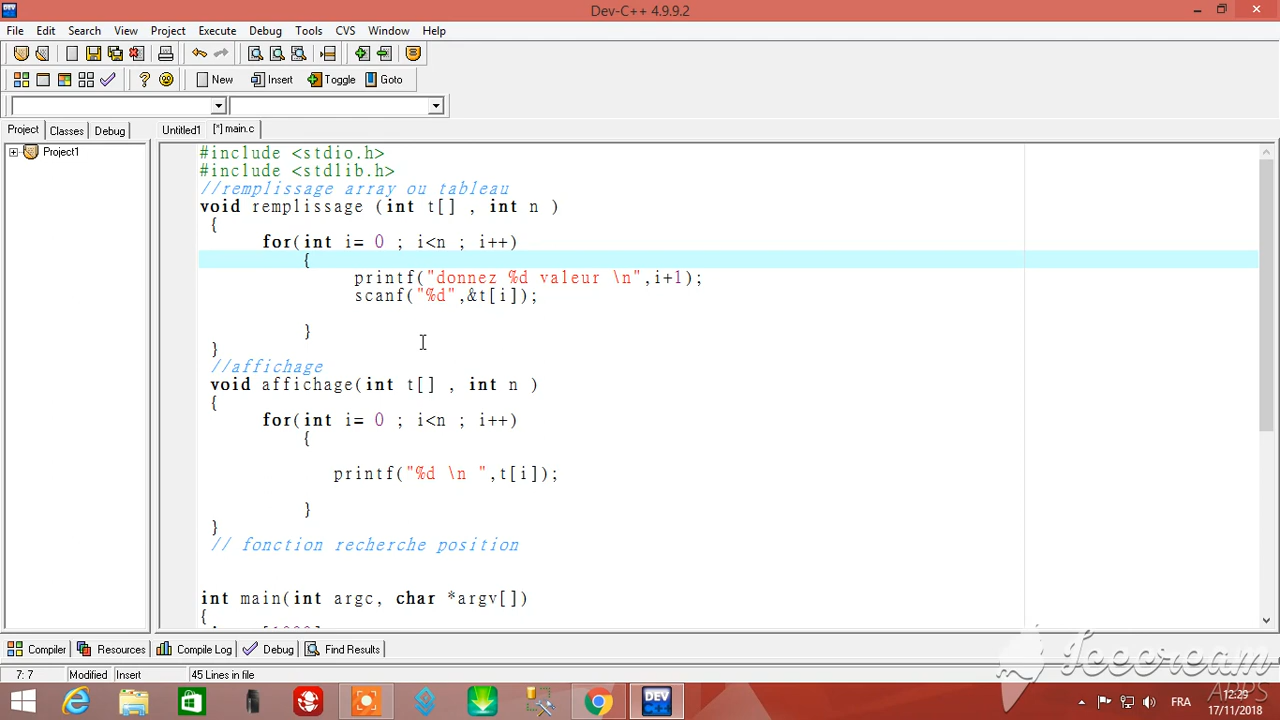 Dev-C++ 4.9.9.2
File Edit Search View Project Execute Debug Tools CVS Window Help
New Insert Toggle Goto
Project Classes Debug Untitled1 [*] main.c
Project1
#include <stdio.h>
#include <stdlib.h>
//remplissage array ou tableau
void remplissage (int t[] , int n )
{
for(int i= 0 ; i<n ; i++)
{
printf("donnez %d valeur \n",i+1);
scanf("%d",&t[i]);
}
}
//affichage
void affichage(int t[] , int n )
{
for(int i= 0 ; i<n ; i++)
{
printf("%d \n ",t[i]);
}
}
// fonction recherche position
int main(int argc, char *argv[])
{
Compiler Resources Compile Log Debug Find Results
7: 7 Modified Insert 45 Lines in file
Icecream
APPS
DEV
FRA
12:29
17/11/2018